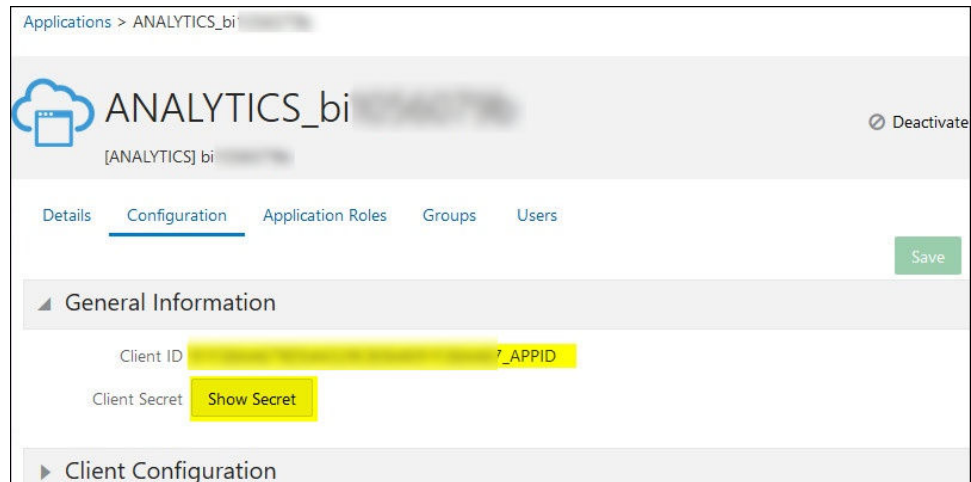 Applications > ANALYTICS_bi
ANALYTICS_bi
Deactivate
[ANALYTICS] bi
Details Configuration Application Roles Groups Users
Save
General Information
Client ID 7_APPID
Client Secret Show Secret
Client Configuration